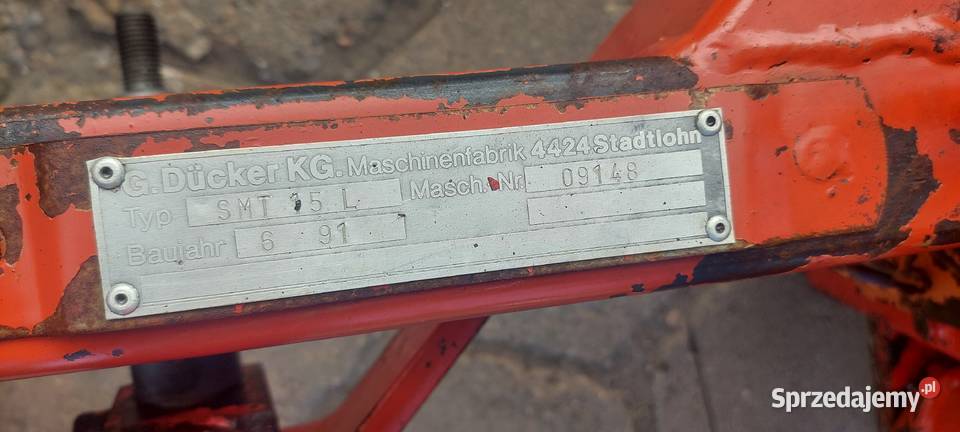 G. Dücker KG. Maschinenfabrik 4424 Stadtlohn
Typ SMT 15 L Masch. Nr. 09148
Baujahr 6 91
Sprzedajemy.pl